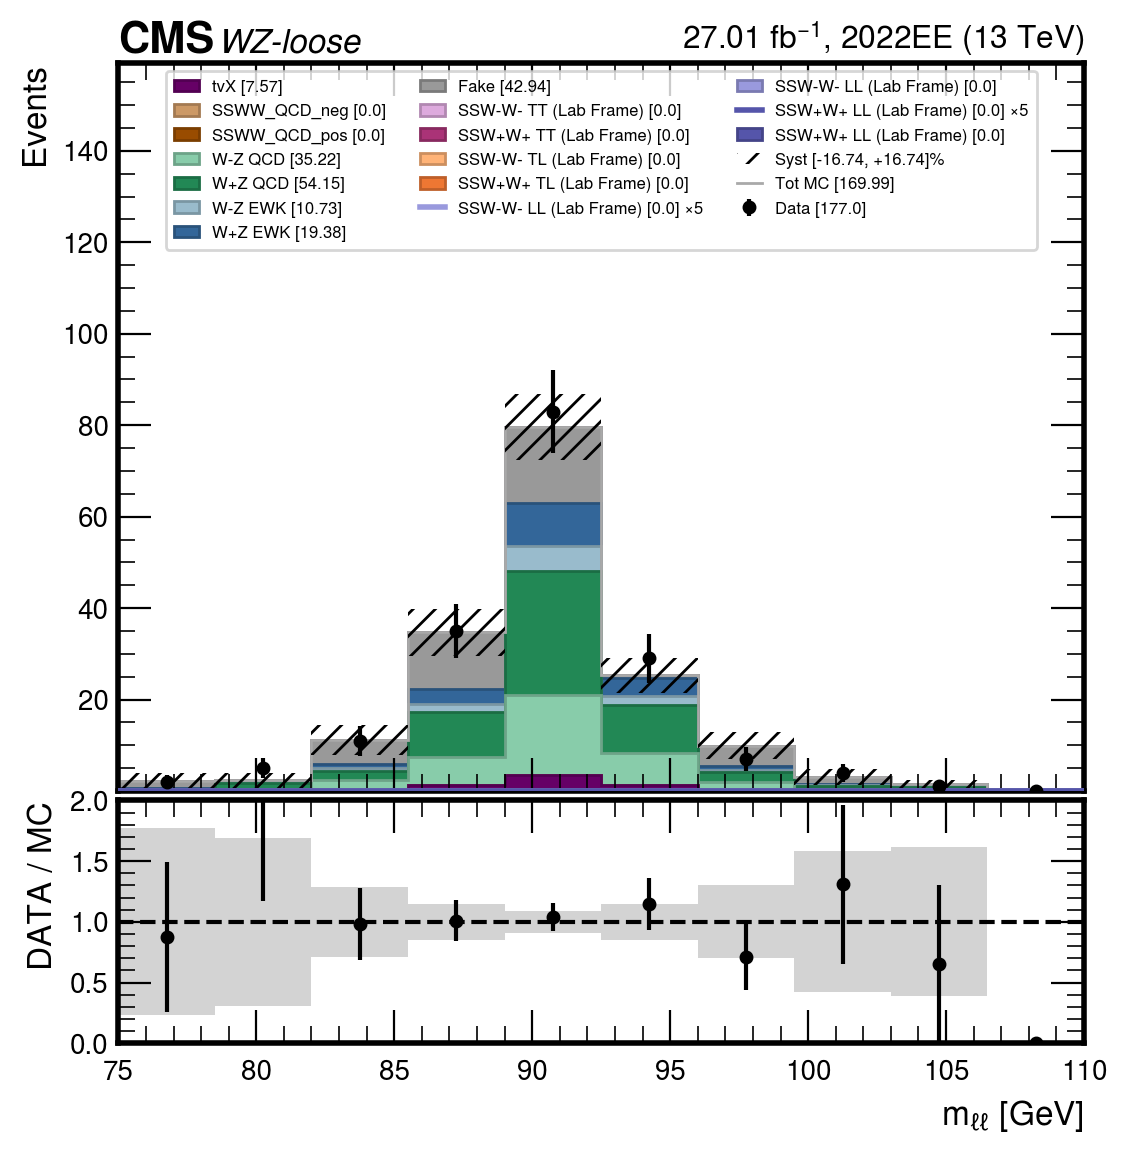 CMS WZ-loose 27.01 fb⁻¹, 2022EE (13 TeV)
Events
tvX [7.57]
SSWW_QCD_neg [0.0]
SSWW_QCD_pos [0.0]
W-Z QCD [35.22]
W+Z QCD [54.15]
W-Z EWK [10.73]
W+Z EWK [19.38]
Fake [42.94]
SSW-W- TT (Lab Frame) [0.0]
SSW+W+ TT (Lab Frame) [0.0]
SSW-W- TL (Lab Frame) [0.0]
SSW+W+ TL (Lab Frame) [0.0]
SSW-W- LL (Lab Frame) [0.0] ×5
SSW-W- LL (Lab Frame) [0.0]
SSW+W+ LL (Lab Frame) [0.0] ×5
SSW+W+ LL (Lab Frame) [0.0]
Syst [-16.74, +16.74]%
Tot MC [169.99]
Data [177.0]
140
120
100
80
60
40
20
0
DATA / MC
2.0
1.5
1.0
0.5
0.0
75 80 85 90 95 100 105 110
mℓℓ [GeV]